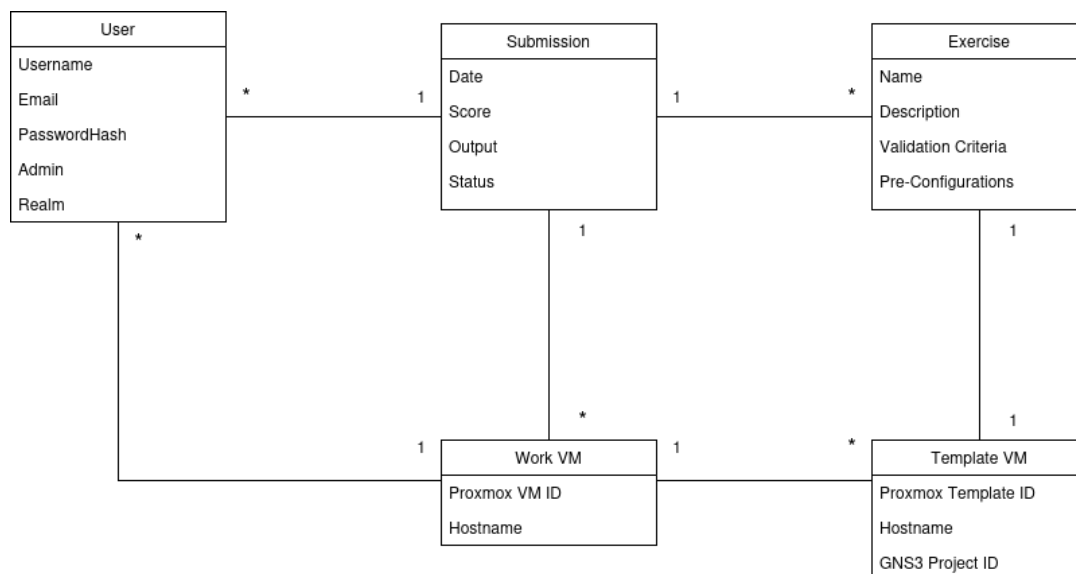 User
Username
Email
PasswordHash
Admin
Realm
Submission
Date
Score
Output
Status
Exercise
Name
Description
Validation Criteria
Pre-Configurations
* 1
1 *
*
1
1
1
*
1
1
1 *
Work VM
Proxmox VM ID
Hostname
Template VM
Proxmox Template ID
Hostname
GNS3 Project ID